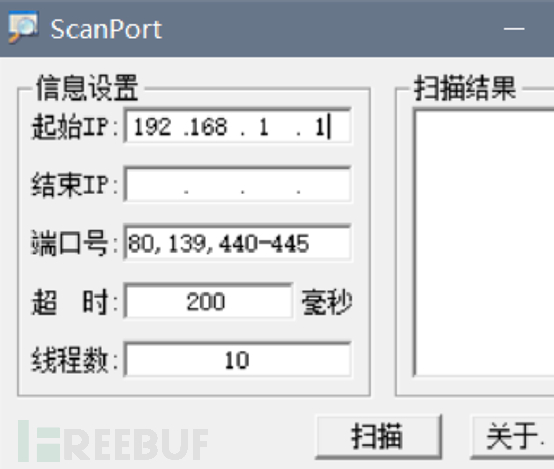 ScanPort
信息设置
起始IP: 192 .168 . 1 . 1
结束IP: . . .
端口号: 80,139,440-445
超 时: 200 毫秒
线程数: 10
扫描结果
扫描 关于.
FREEBUF